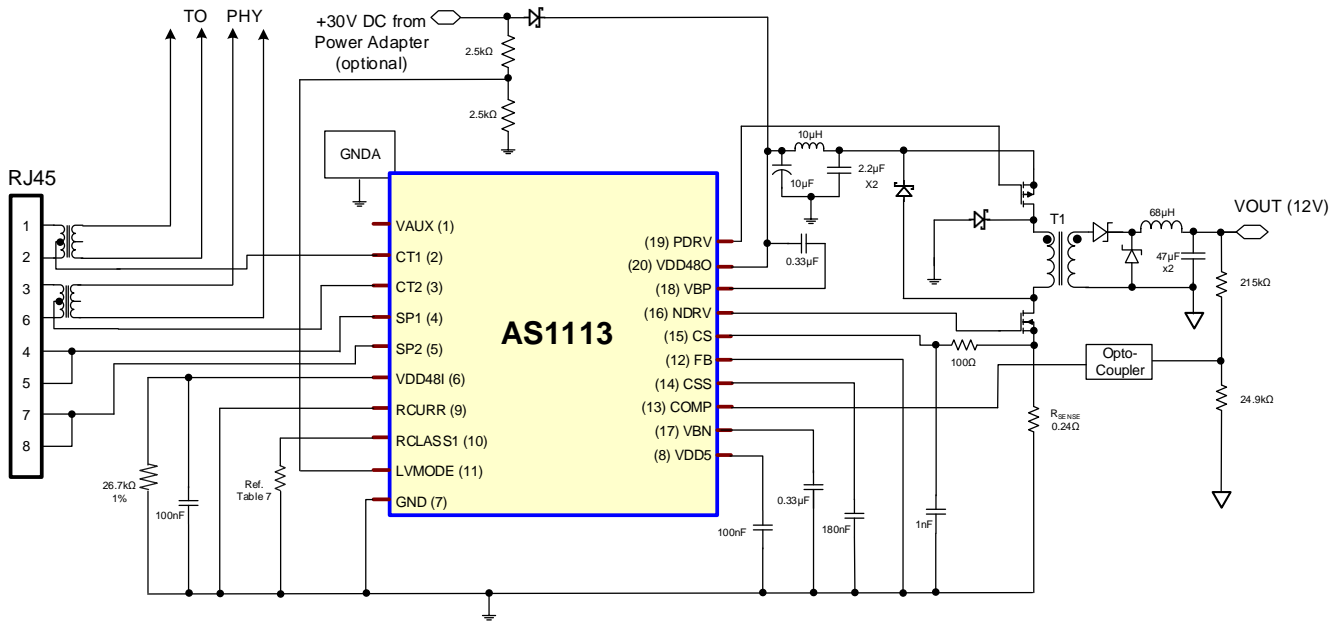 TO PHY
+30V DC from
Power Adapter
(optional)
2.5kΩ
2.5kΩ
GNDA
RJ45
1
2
3
6
4
5
7
8
26.7kΩ
1%
100nF
Ref.
Table 7
VAUX (1)
CT1 (2)
CT2 (3)
SP1 (4)
SP2 (5)
VDD48I (6)
RCURR (9)
RCLASS1 (10)
LVMODE (11)
GND (7)
AS1113
(19) PDRV
(20) VDD48O
(18) VBP
(16) NDRV
(15) CS
(12) FB
(14) CSS
(13) COMP
(17) VBN
(8) VDD5
10µH
10µF
2.2µF
X2
0.33µF
100Ω
100nF
0.33µF
180nF
1nF
RSENSE
0.24Ω
T1
68µH
47µF
x2
VOUT (12V)
215kΩ
Opto-
Coupler
24.9kΩ